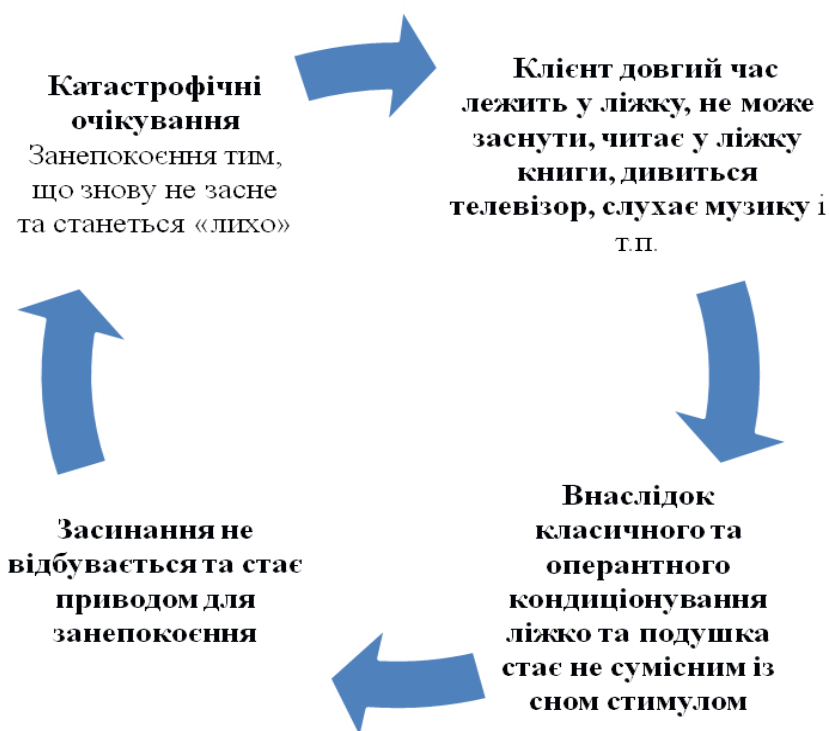 Катастрофічні
очікування
Занепокоєння тим,
що знову не засне
та станеться «лихо»
Клієнт довгий час
лежить у ліжку, не може
заснути, читає у ліжку
книги, дивиться
телевізор, слухає музику і
т.п.
Внаслідок
класичного та
оперантного
кондиціонування
ліжко та подушка
стає не сумісним із
сном стимулом
Засинання не
відбувається та стає
приводом для
занепокоєння